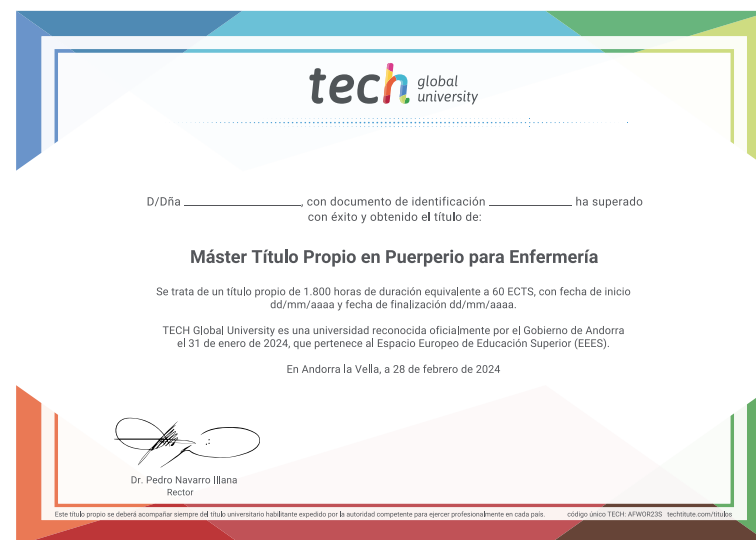 tech global
university
D/Dña ____________________, con documento de identificación ______________ ha superado
con éxito y obtenido el título de:
Máster Título Propio en Puerperio para Enfermería
Se trata de un título propio de 1.800 horas de duración equivalente a 60 ECTS, con fecha de inicio
dd/mm/aaaa y fecha de finalización dd/mm/aaaa.
TECH Global University es una universidad reconocida oficialmente por el Gobierno de Andorra
el 31 de enero de 2024, que pertenece al Espacio Europeo de Educación Superior (EEES).
En Andorra la Vella, a 28 de febrero de 2024
Dr. Pedro Navarro Illana
Rector
Este título propio se deberá acompañar siempre del título universitario habilitante expedido por la autoridad competente para ejercer profesionalmente en cada país. código único TECH: AFWOR23S techtitute.com/titulos